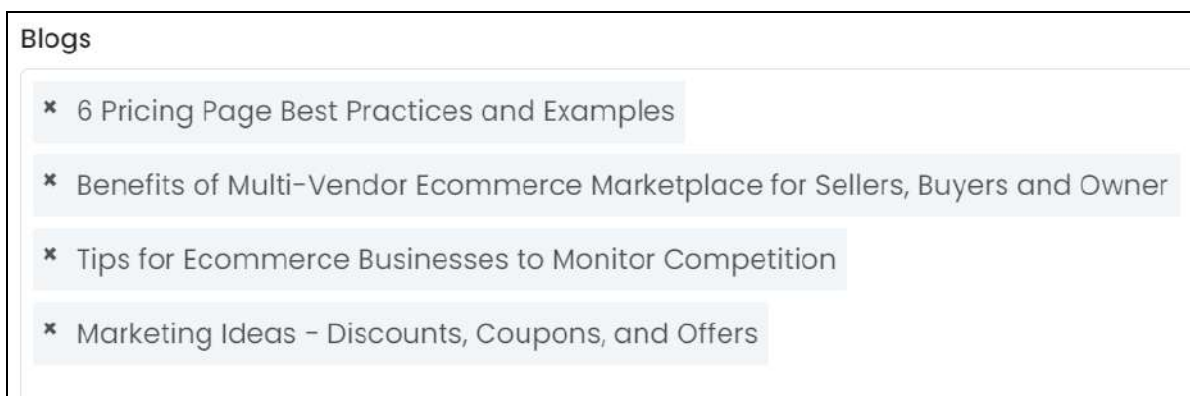 Blogs
× 6 Pricing Page Best Practices and Examples
× Benefits of Multi-Vendor Ecommerce Marketplace for Sellers, Buyers and Owner
× Tips for Ecommerce Businesses to Monitor Competition
× Marketing Ideas - Discounts, Coupons, and Offers